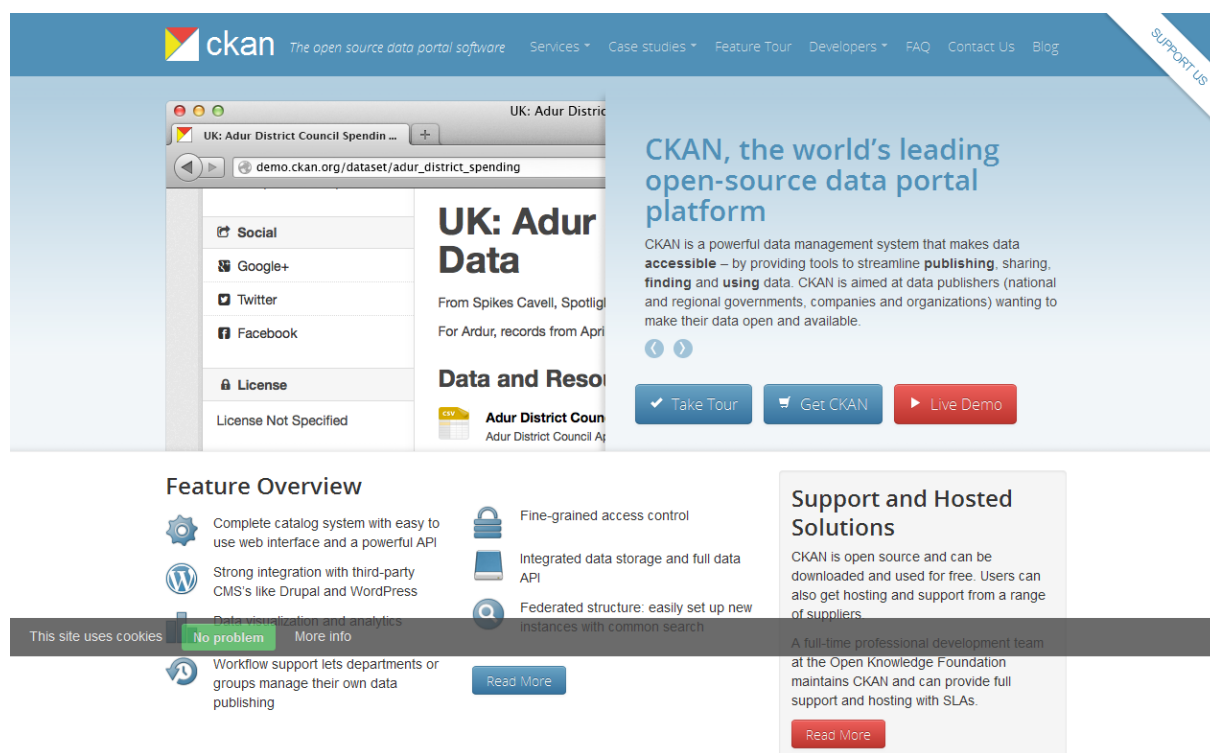 ckan The open source data portal software Services Case studies Feature Tour Developers FAQ Contact Us Blog
SUPPORT US
UK: Adur Distric
UK: Adur District Council Spendin ...
demo.ckan.org/dataset/adur_district_spending
Social
Google+
Twitter
Facebook
License
License Not Specified
UK: Adur
Data
From Spikes Cavell, Spotlig
For Ardur, records from Apri
Data and Resou
CSV
Adur District Coun
Adur District Council Ap
CKAN, the world's leading
open-source data portal
platform
CKAN is a powerful data management system that makes data
accessible – by providing tools to streamline publishing, sharing,
finding and using data. CKAN is aimed at data publishers (national
and regional governments, companies and organizations) wanting to
make their data open and available.
Take Tour
Get CKAN
Live Demo
Feature Overview
Complete catalog system with easy to
use web interface and a powerful API
Strong integration with third-party
CMS's like Drupal and WordPress
Data visualization and analytics
Workflow support lets departments or
groups manage their own data
publishing
Fine-grained access control
Integrated data storage and full data
API
Federated structure: easily set up new
instances with common search
Read More
Support and Hosted
Solutions
CKAN is open source and can be
downloaded and used for free. Users can
also get hosting and support from a range
of suppliers.
A full-time professional development team
at the Open Knowledge Foundation
maintains CKAN and can provide full
support and hosting with SLAs.
Read More
This site uses cookies No problem More info